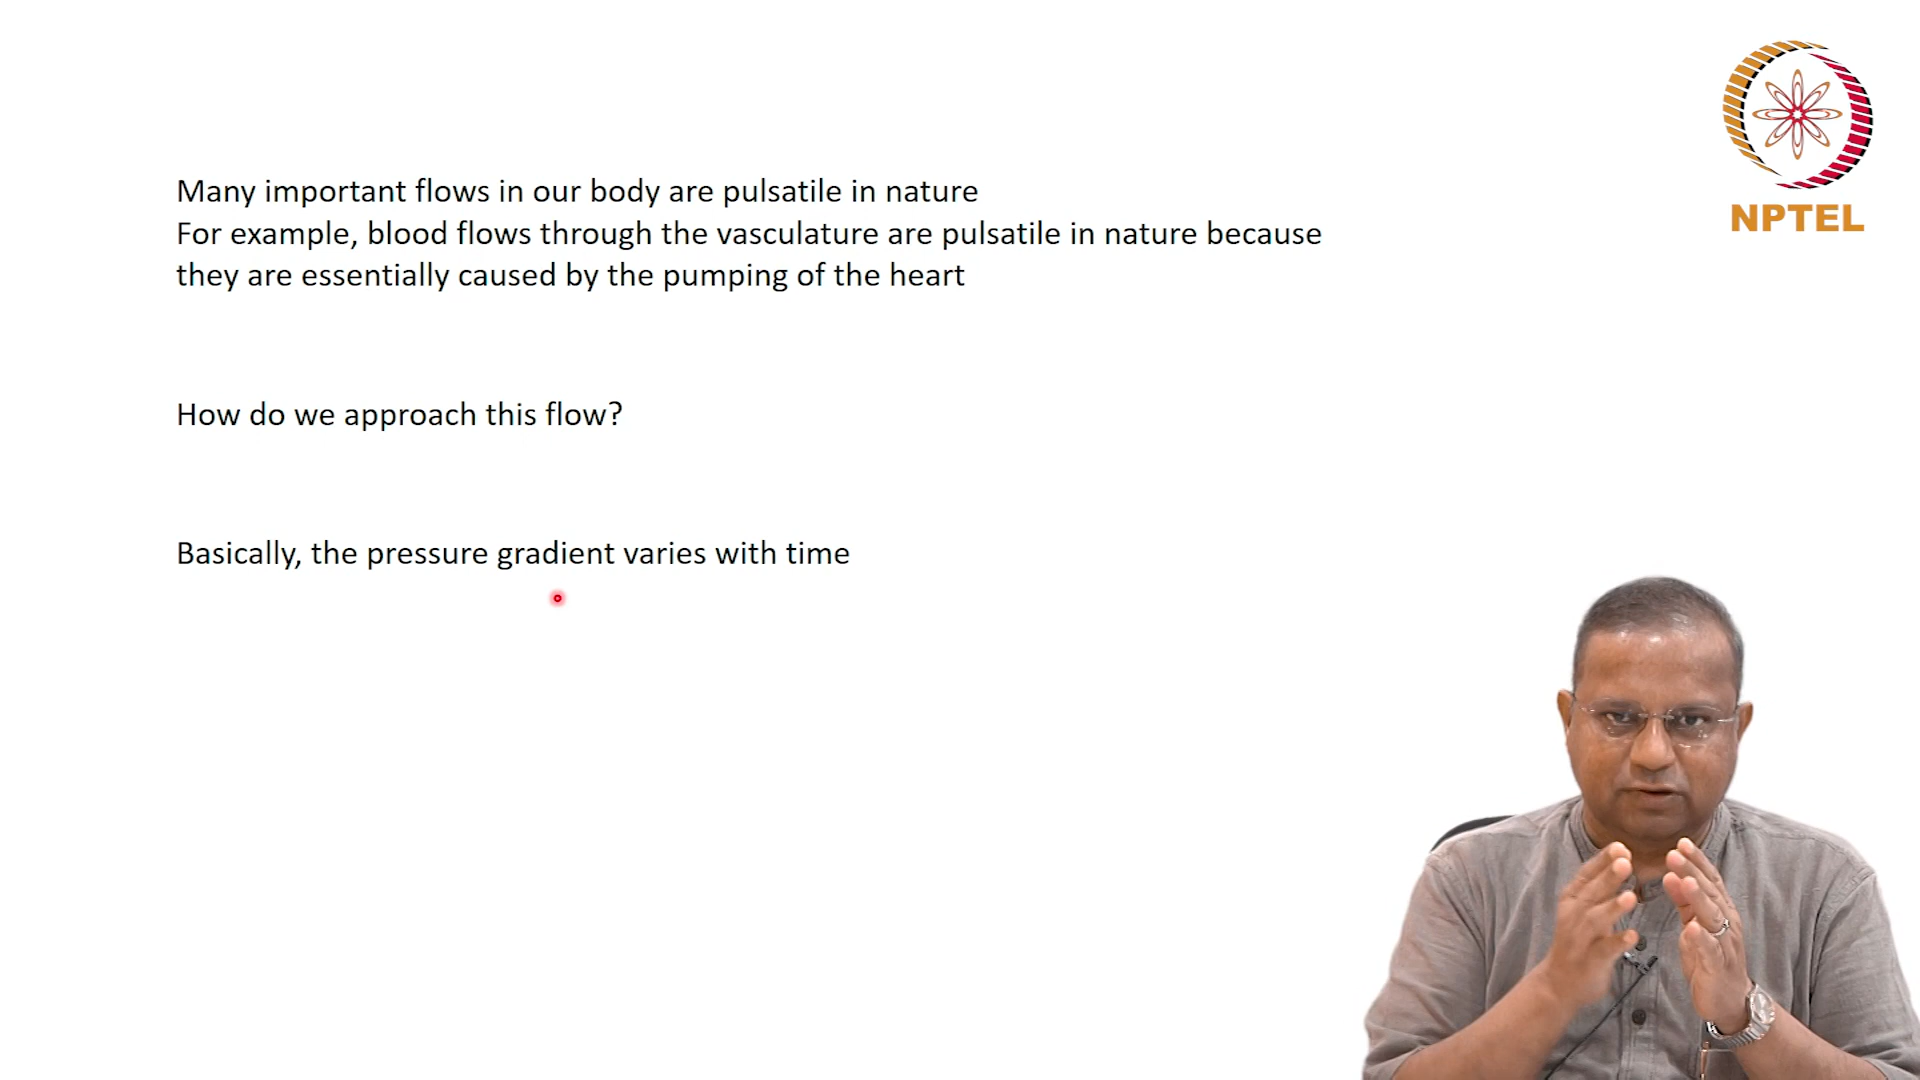 Many important flows in our body are pulsatile in nature
For example, blood flows through the vasculature are pulsatile in nature because
they are essentially caused by the pumping of the heart
How do we approach this flow?
Basically, the pressure gradient varies with time
NPTEL